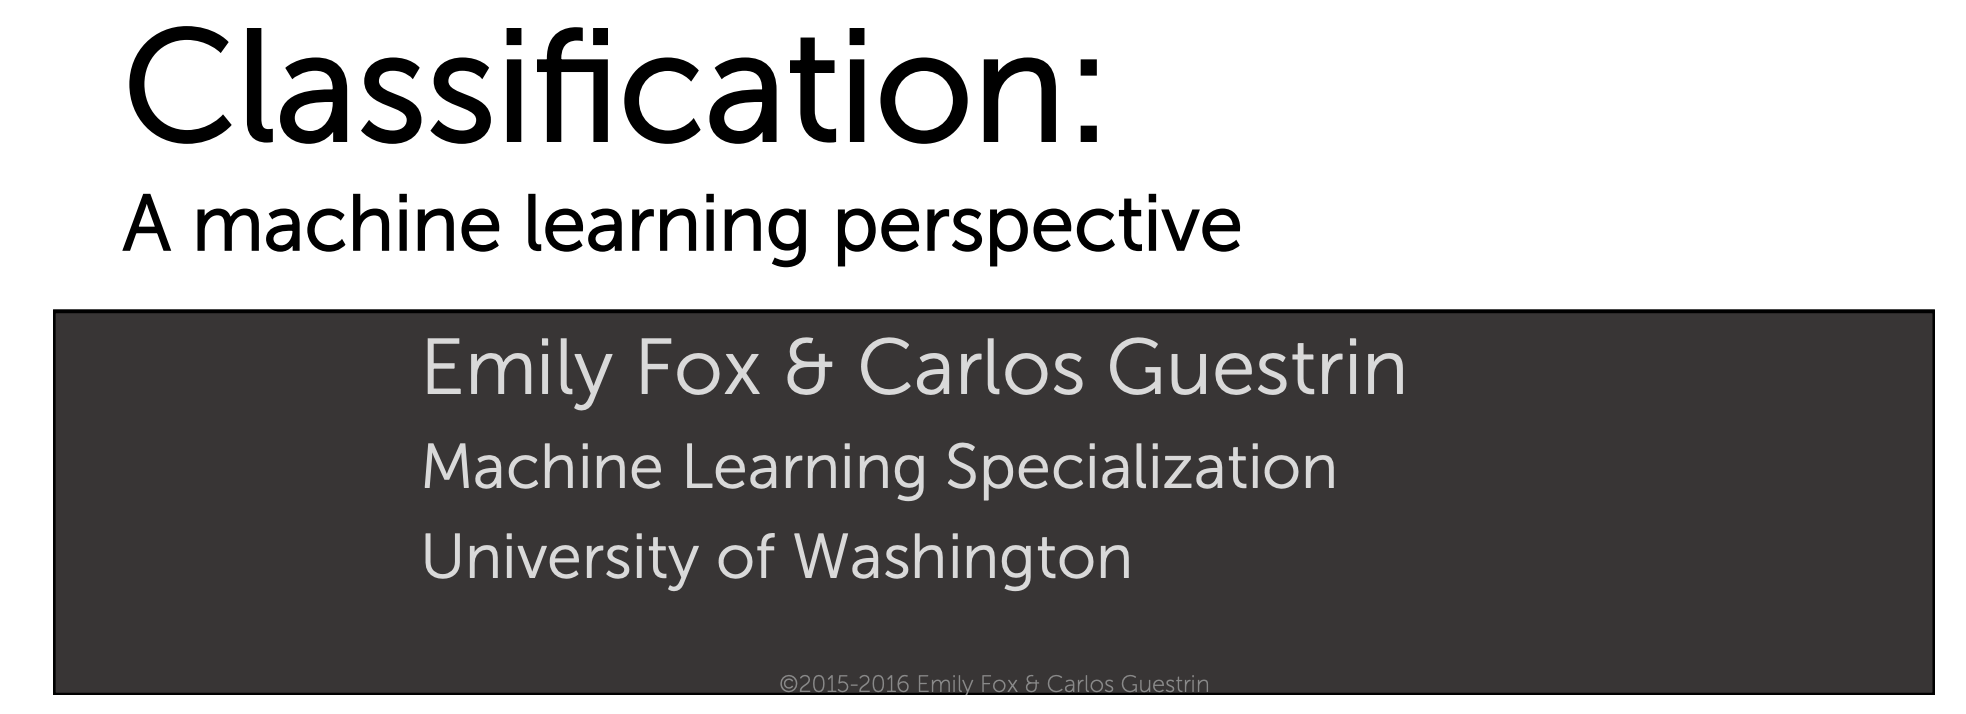 Classification:
A machine learning perspective
Emily Fox & Carlos Guestrin
Machine Learning Specialization
University of Washington
©2015-2016 Emily Fox & Carlos Guestrin